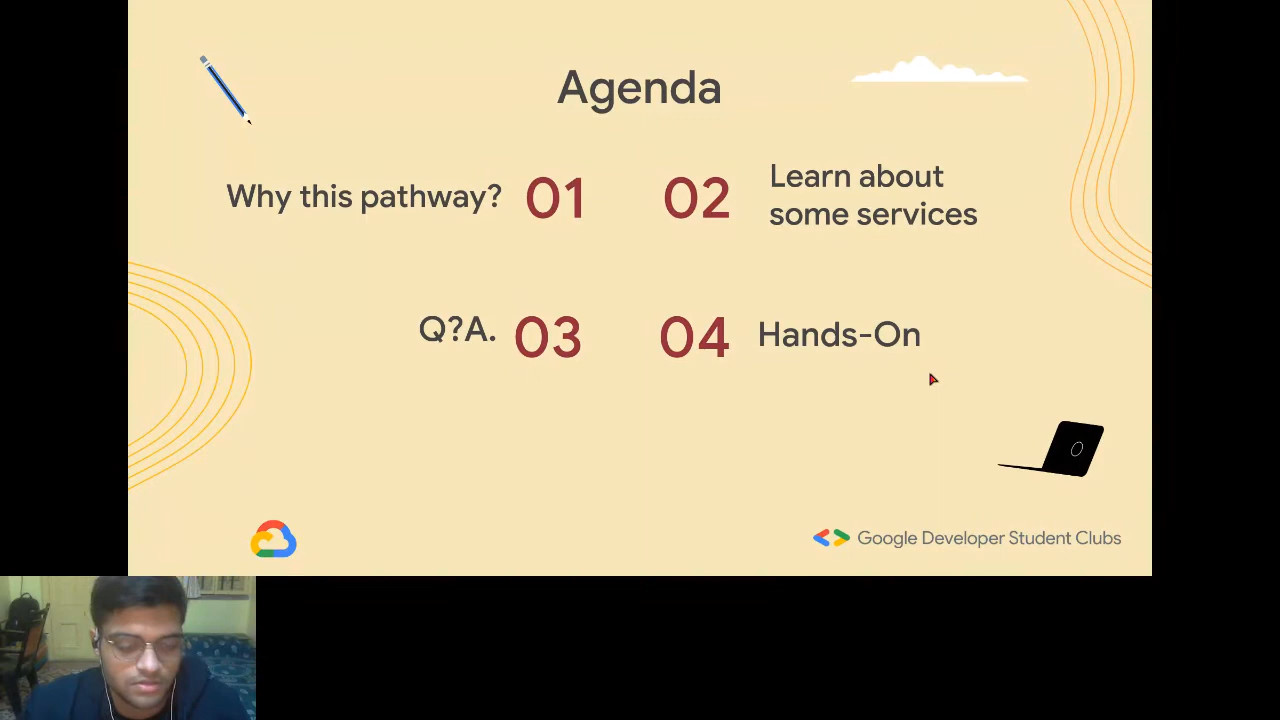 Agenda
Why this pathway? 01
02 Learn about
some services
Q?A. 03
04 Hands-On
Google Developer Student Clubs